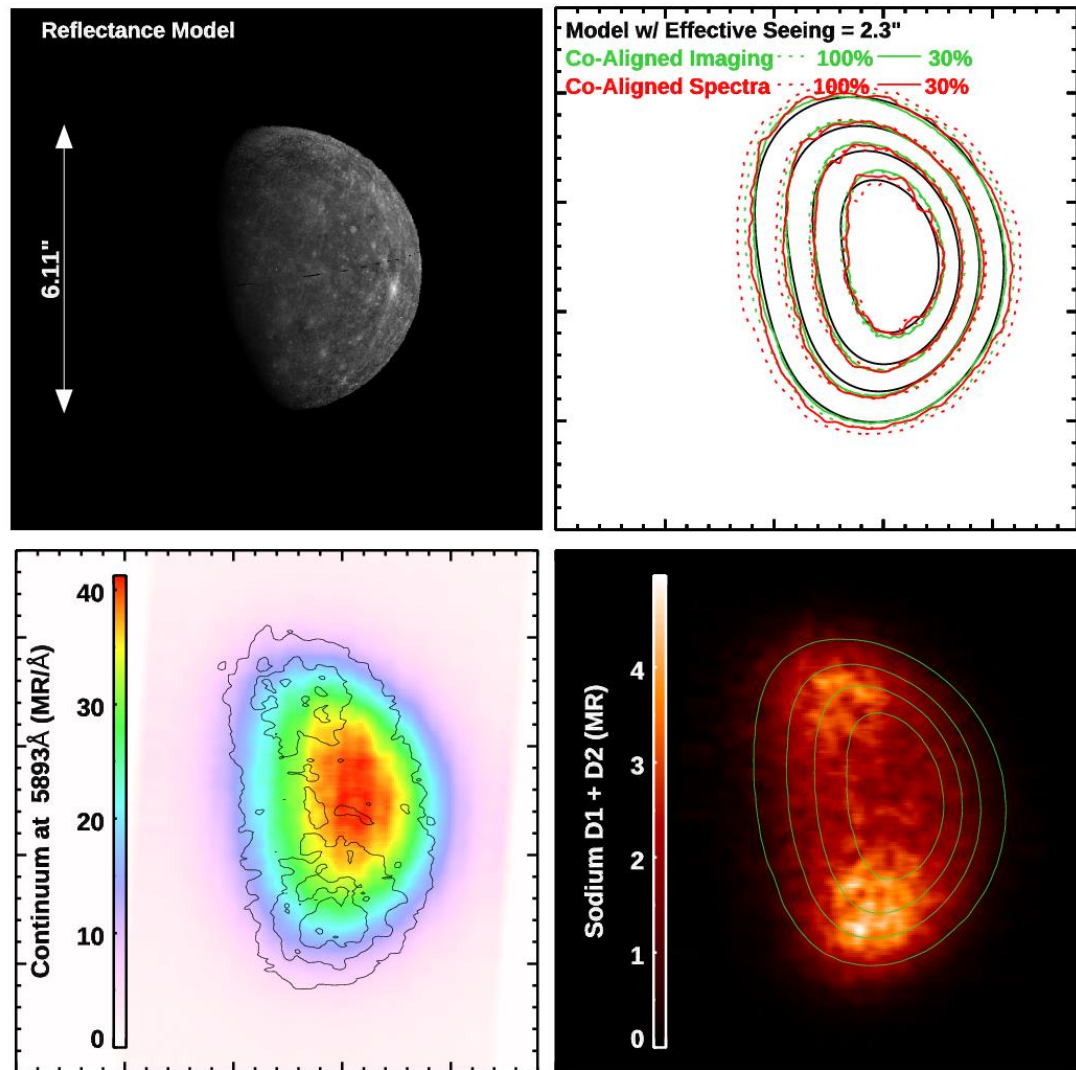 Reflectance Model
6.11"
Model w/ Effective Seeing = 2.3"
Co-Aligned Imaging 100% 30%
Co-Aligned Spectra 100% 30%
Continuum at 5893Å (MR/Å)
40
30
20
10
0
Sodium D1 + D2 (MR)
4
3
2
1
0